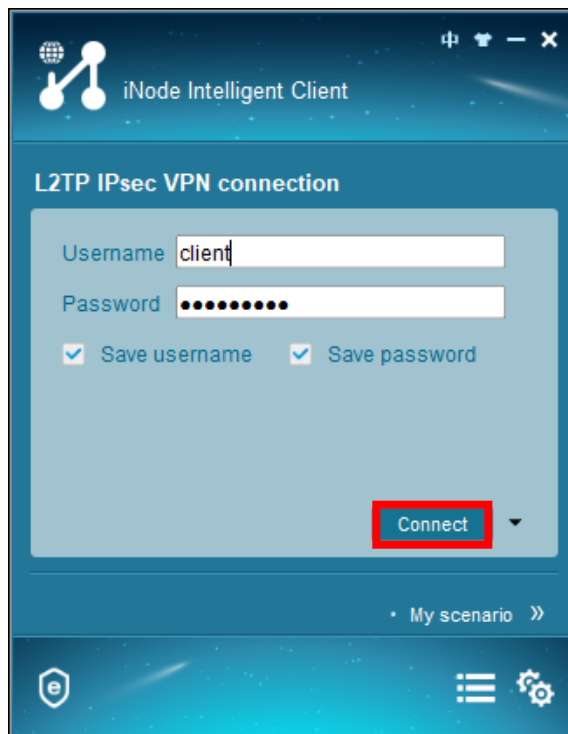 中
iNode Intelligent Client
L2TP IPsec VPN connection
Username client
Password •••••••••
Save username Save password
Connect
• My scenario »
e